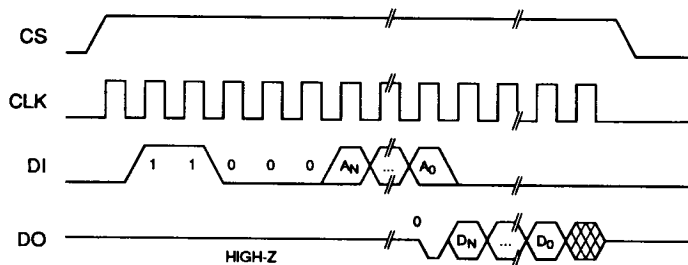 CS
CLK
DI 1 1 0 0 0 AN ... A0
DO 0 DN ... D0
HIGH-Z